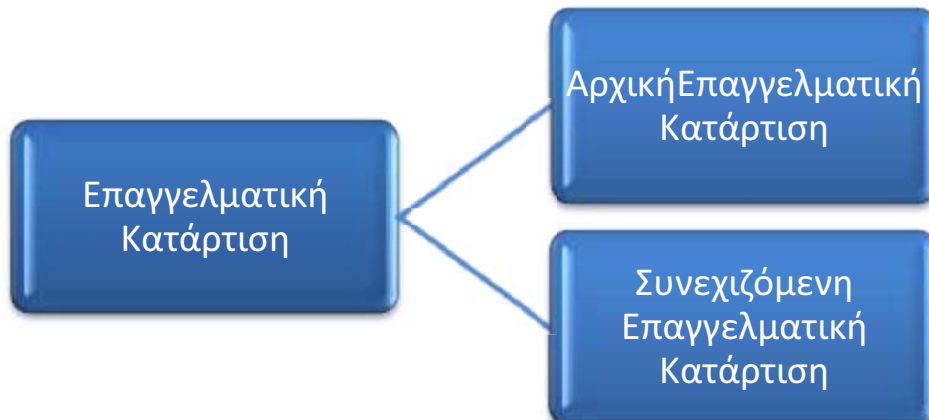 Επαγγελματική
Κατάρτιση
ΑρχικήΕπαγγελματική
Κατάρτιση
Συνεχιζόμενη
Επαγγελματική
Κατάρτιση